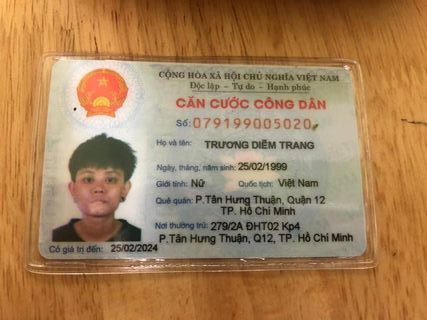 CỘNG HÒA XÃ HỘI CHỦ NGHĨA VIỆT NAM
Độc lập - Tự do - Hạnh phúc
CĂN CƯỚC CÔNG DÂN
Số: 079199005020
Họ và tên: TRƯƠNG DIỄM TRANG
Ngày, tháng, năm sinh: 25/02/1999
Giới tính: Nữ Quốc tịch: Việt Nam
Quê quán: P.Tân Hưng Thuận, Quận 12
TP. Hồ Chí Minh
Nơi thường trú: 279/2A ĐHT02 Kp4
P.Tân Hưng Thuận, Q12, TP. Hồ Chí Minh
Có giá trị đến: 25/02/2024